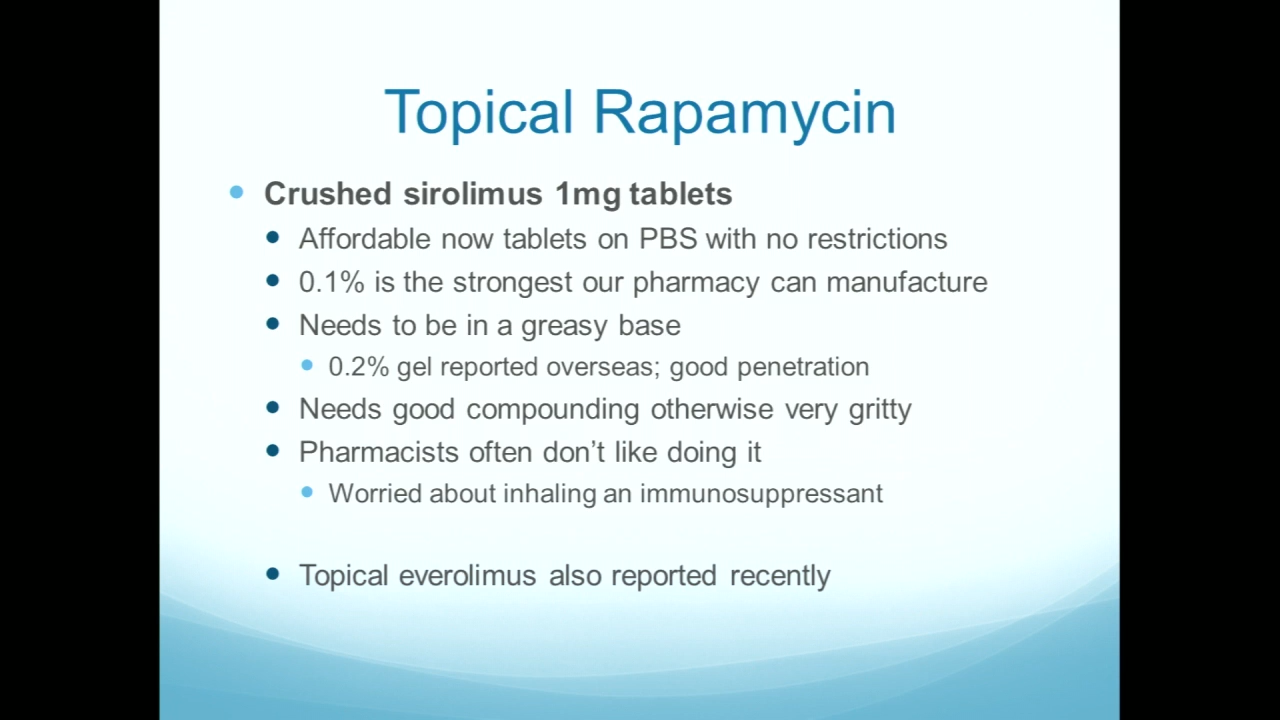 Topical Rapamycin
Crushed sirolimus 1mg tablets
Affordable now tablets on PBS with no restrictions
0.1% is the strongest our pharmacy can manufacture
Needs to be in a greasy base
0.2% gel reported overseas; good penetration
Needs good compounding otherwise very gritty
Pharmacists often don’t like doing it
Worried about inhaling an immunosuppressant
Topical everolimus also reported recently